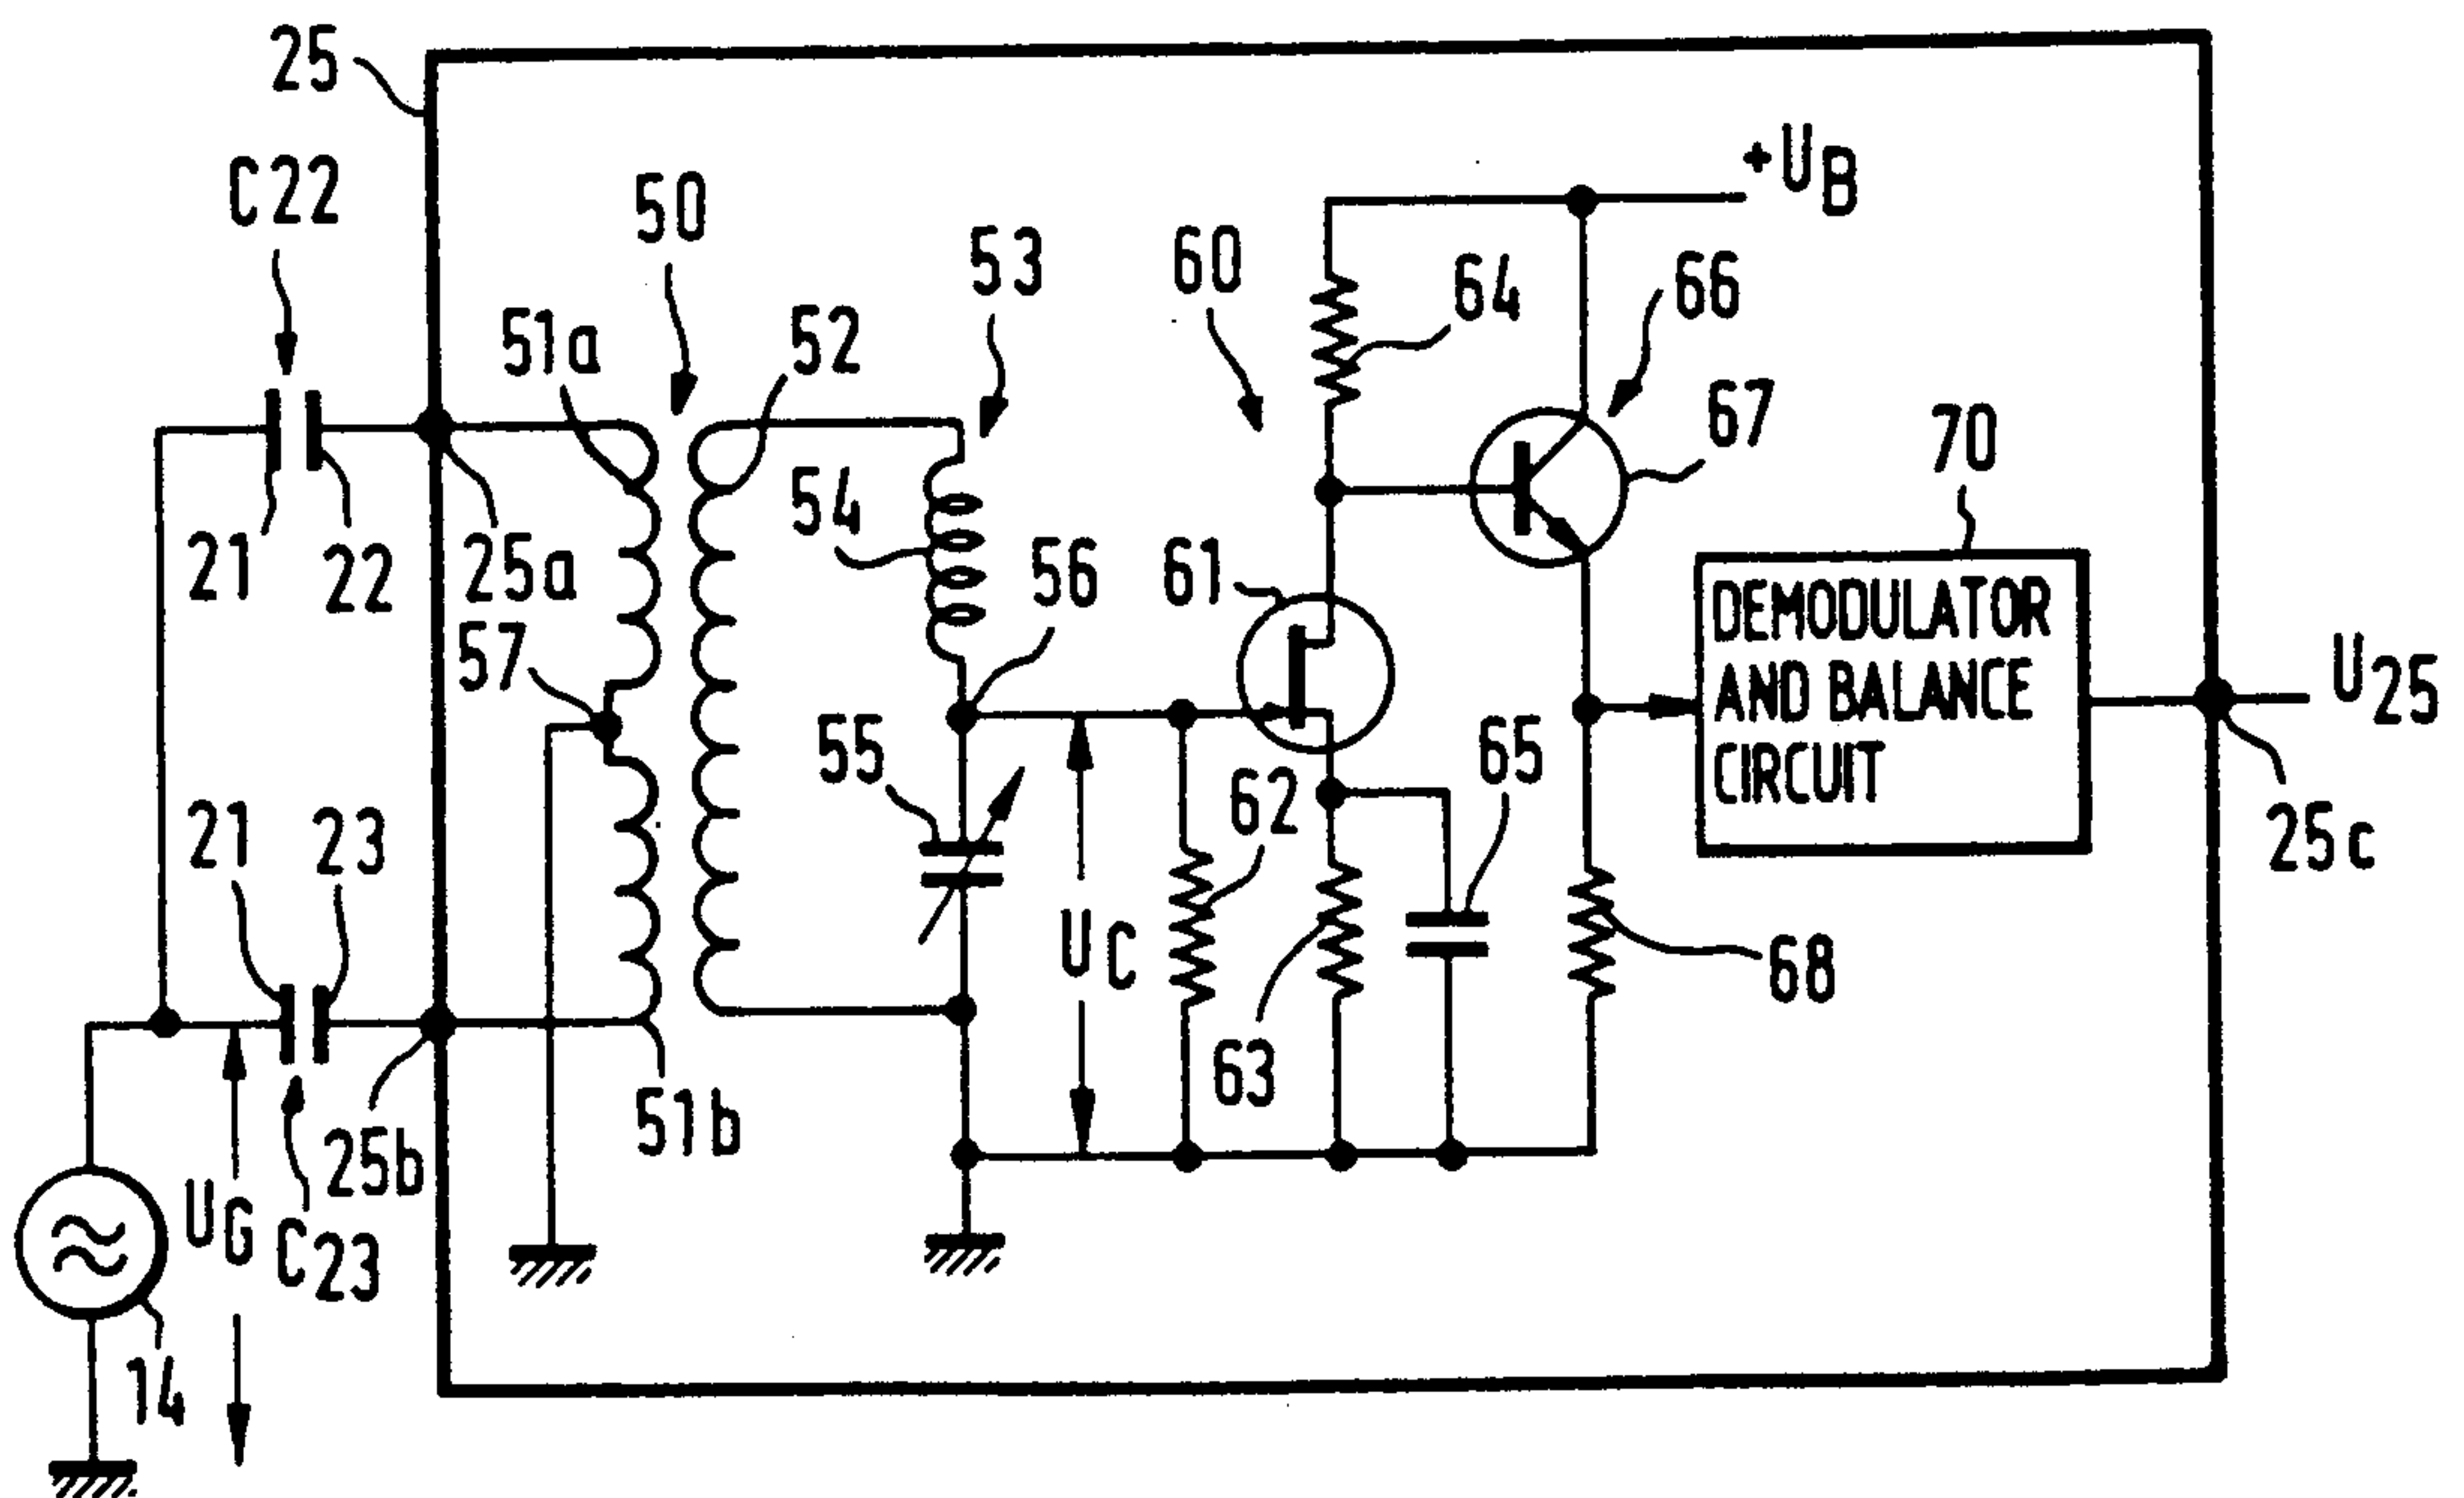 25
C22
50
+UB
53
60
64
66
51a
52
67
70
54
21
22
25a
56
61
DEMODULATOR
AND BALANCE
CIRCUIT
57
U25
55
65
62
21
23
25c
UC
68
63
51b
25b
UG
C23
14